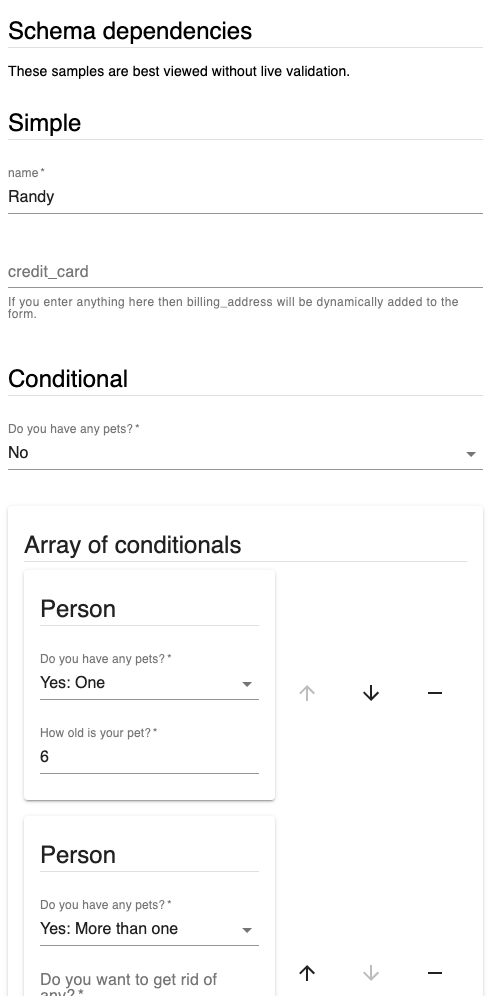 Schema dependencies
These samples are best viewed without live validation.
Simple
name*
Randy
credit_card
If you enter anything here then billing_address will be dynamically added to the
form.
Conditional
Do you have any pets?*
No
Array of conditionals
Person
Do you have any pets?*
Yes: One
How old is your pet?*
6
Person
Do you have any pets?*
Yes: More than one
Do you want to get rid of
any?*